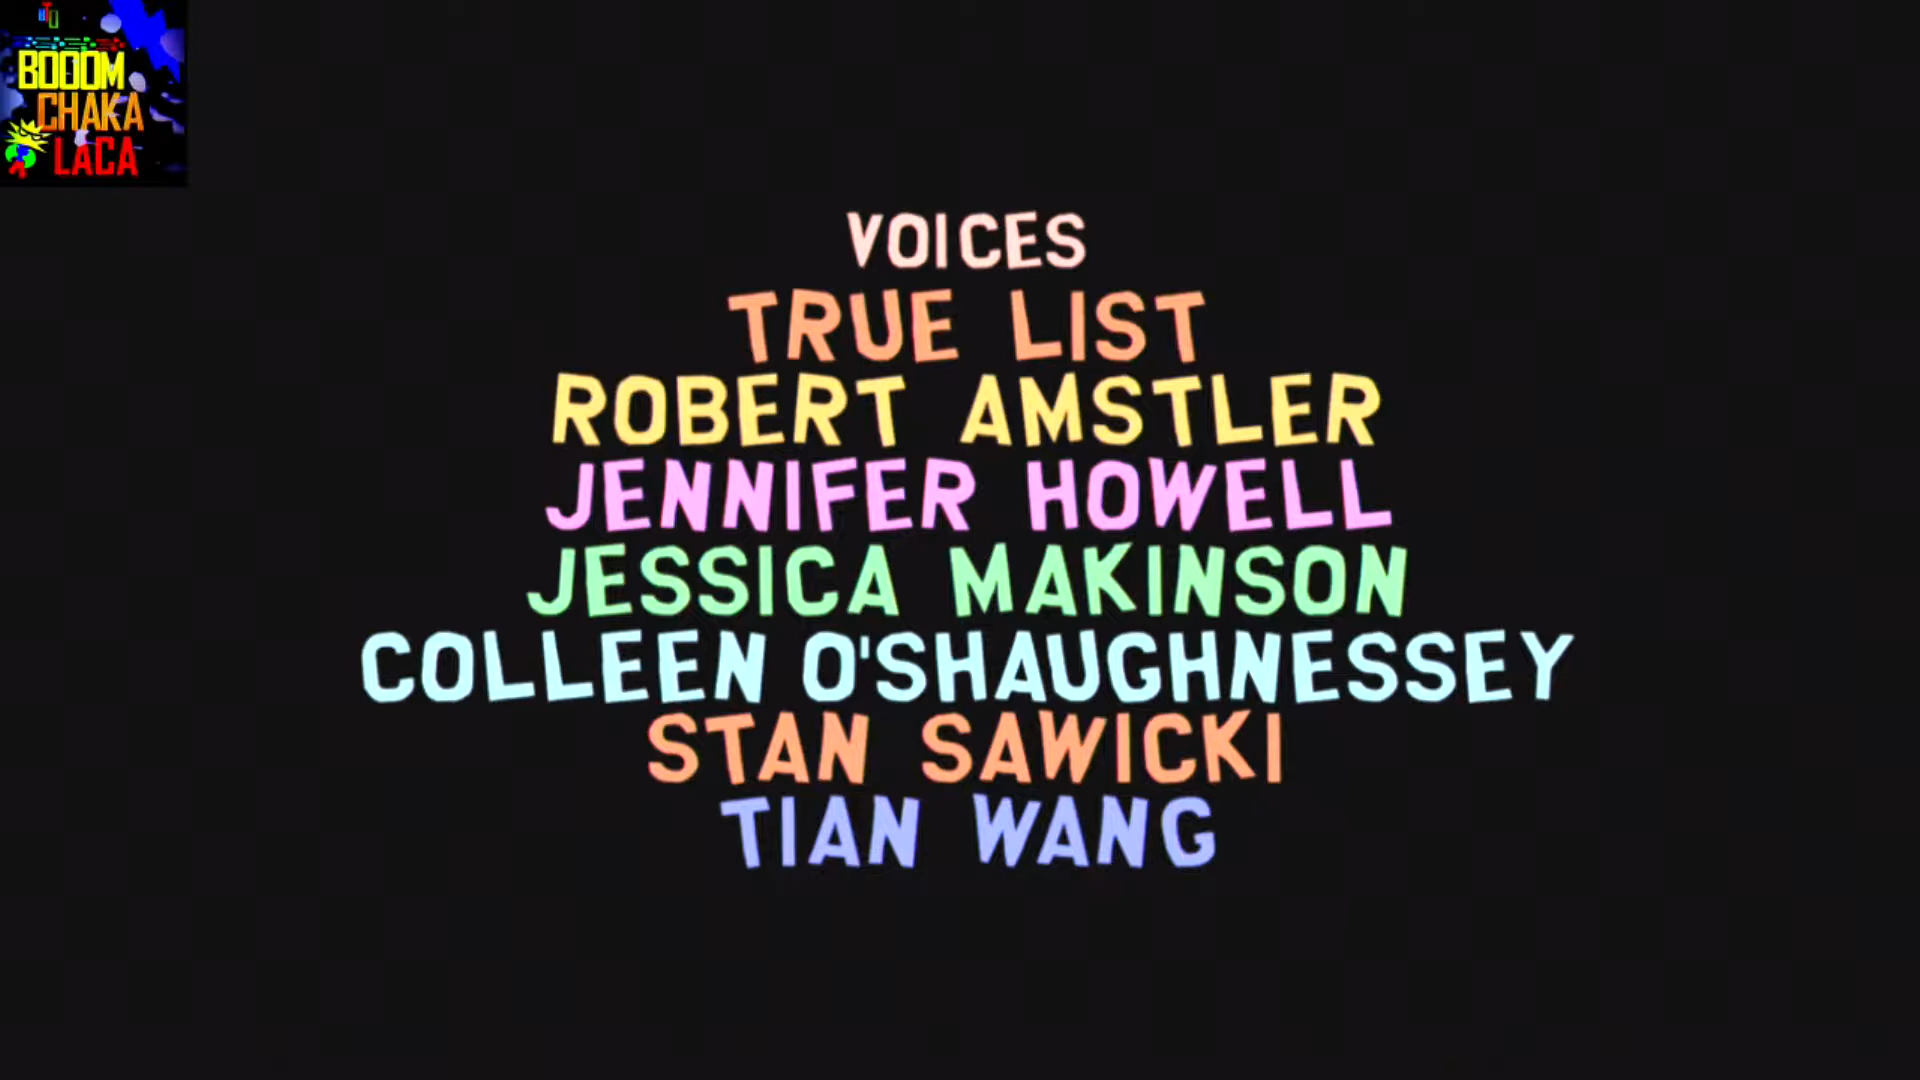 BOOOM
CHAKA
LACA
VOICES
TRUE LIST
ROBERT AMSTLER
JENNIFER HOWELL
JESSICA MAKINSON
COLLEEN O'SHAUGHNESSEY
STAN SAWICKI
TIAN WANG